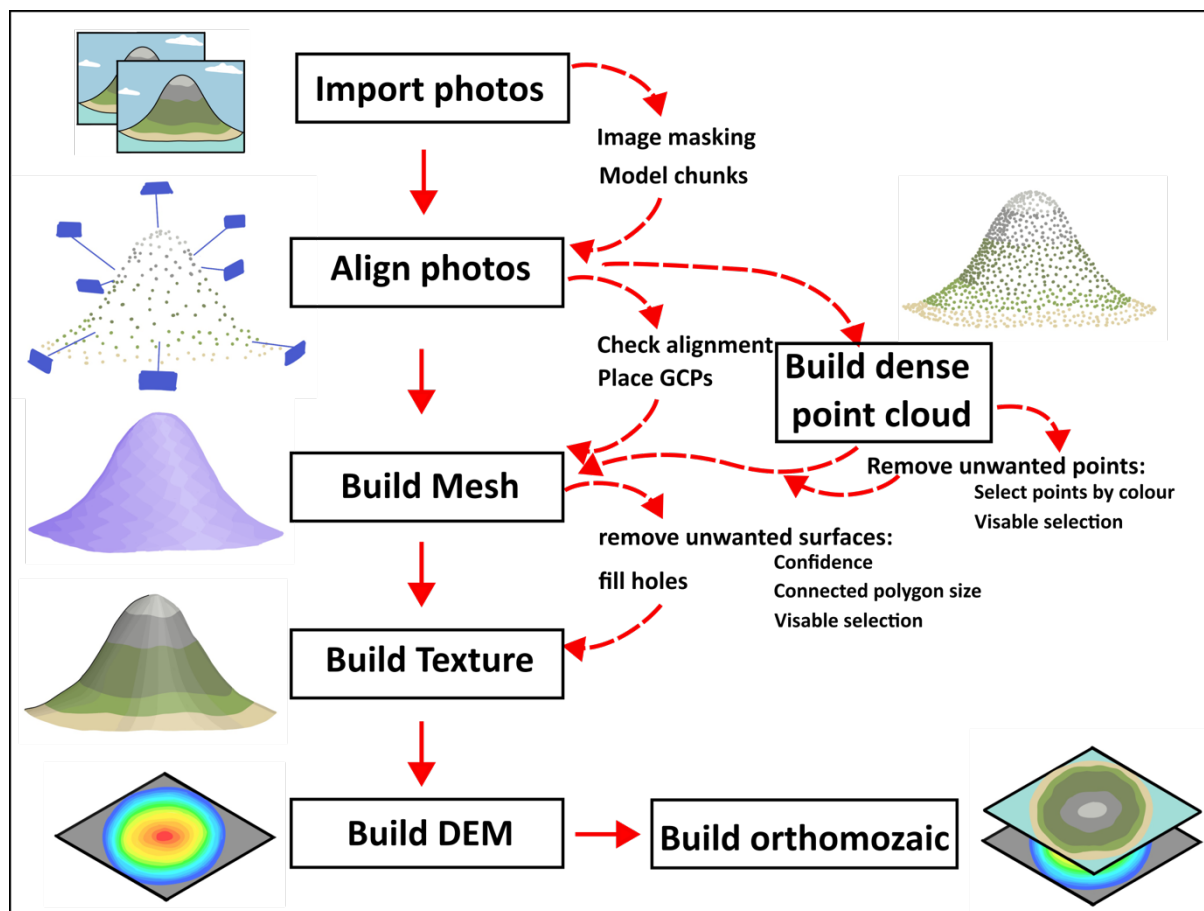 Import photos
Image masking
Model chunks
Align photos
Check alignment
Place GCPs
Build dense
point cloud
Remove unwanted points:
Select points by colour
Visable selection
Build Mesh
remove unwanted surfaces:
Confidence
Connected polygon size
Visable selection
fill holes
Build Texture
Build DEM
Build orthomozaic